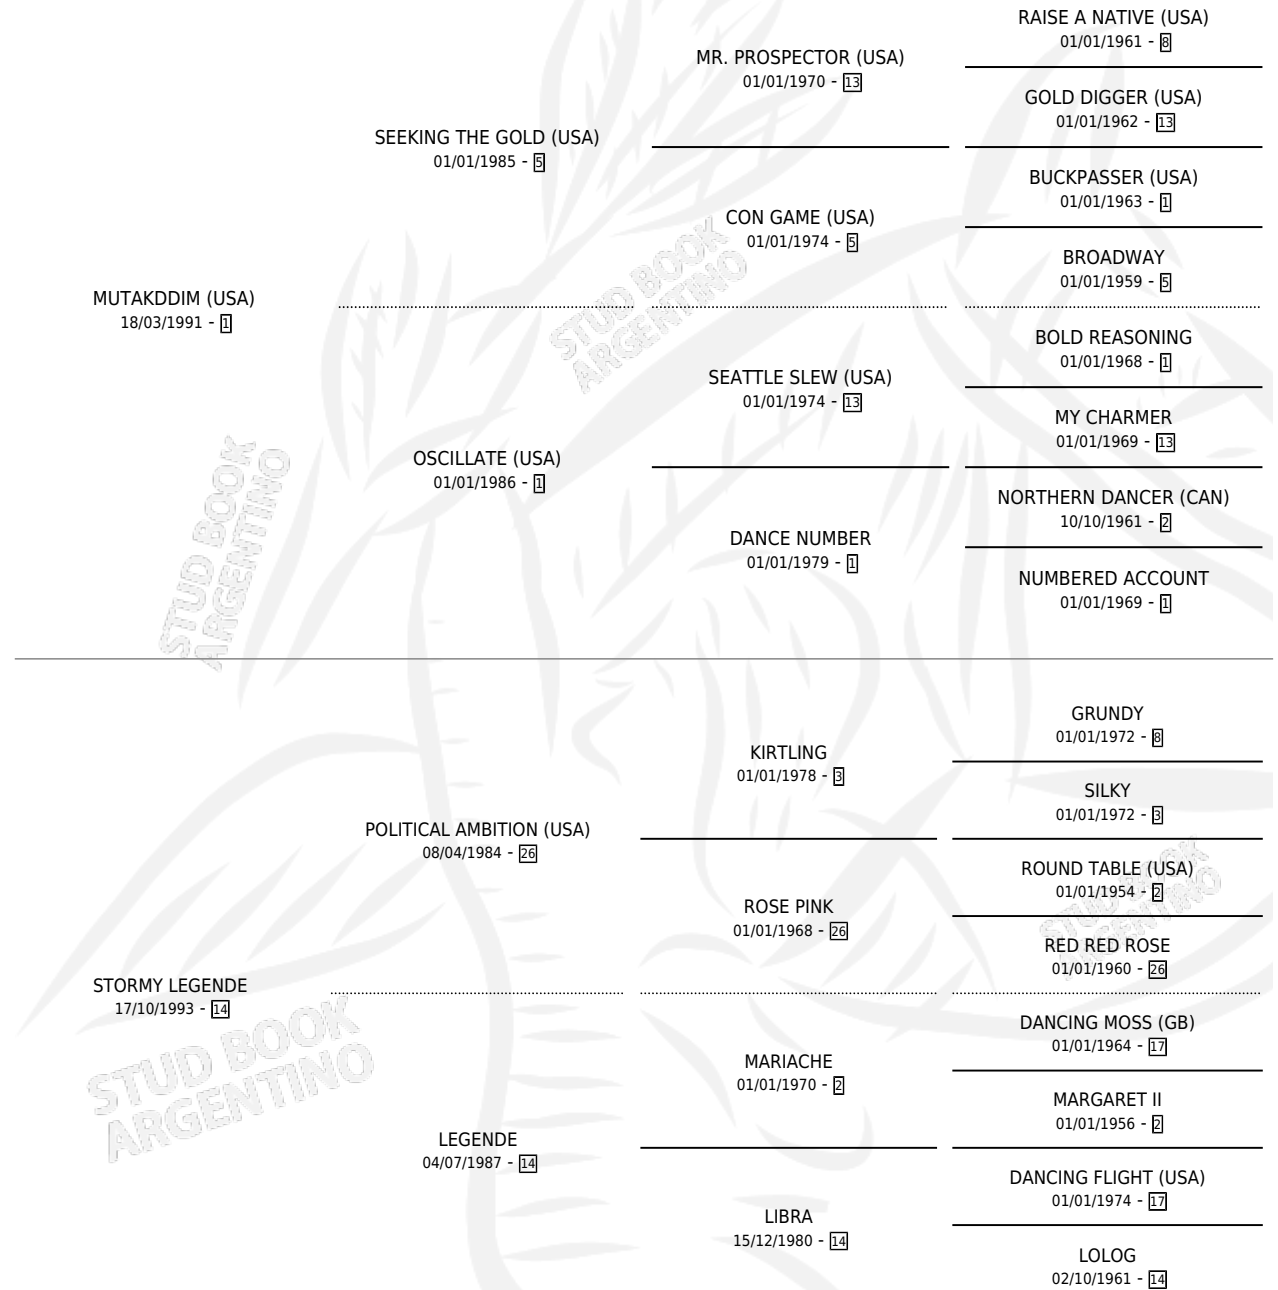 RAISE A NATIVE (USA)
01/01/1961 - 8
MR. PROSPECTOR (USA)
01/01/1970 - 13
GOLD DIGGER (USA)
01/01/1962 - 13
SEEKING THE GOLD (USA)
01/01/1985 - 5
BUCKPASSER (USA)
01/01/1963 - 1
CON GAME (USA)
01/01/1974 - 5
BROADWAY
01/01/1959 - 5
STUD BOOK
ARGENTINO
MUTAKDDIM (USA)
18/03/1991 - 1
BOLD REASONING
01/01/1968 - 1
SEATTLE SLEW (USA)
01/01/1974 - 13
MY CHARMER
01/01/1969 - 13
OSCILLATE (USA)
01/01/1986 - 1
NORTHERN DANCER (CAN)
10/10/1961 - 2
DANCE NUMBER
01/01/1979 - 1
NUMBERED ACCOUNT
01/01/1969 - 1
STUD BOOK
ARGENTINO
GRUNDY
01/01/1972 - 8
KIRTLING
01/01/1978 - 3
SILKY
01/01/1972 - 3
POLITICAL AMBITION (USA)
08/04/1984 - 26
ROUND TABLE (USA)
01/01/1954 - 2
ROSE PINK
01/01/1968 - 26
RED RED ROSE
01/01/1960 - 26
STUD BOOK
ARGENTINO
STORMY LEGENDE
17/10/1993 - 14
DANCING MOSS (GB)
01/01/1964 - 17
MARIACHE
01/01/1970 - 2
MARGARET II
01/01/1956 - 2
STUD BOOK
ARGENTINO
LEGENDE
04/07/1987 - 14
DANCING FLIGHT (USA)
01/01/1974 - 17
LIBRA
15/12/1980 - 14
LOLOG
02/10/1961 - 14